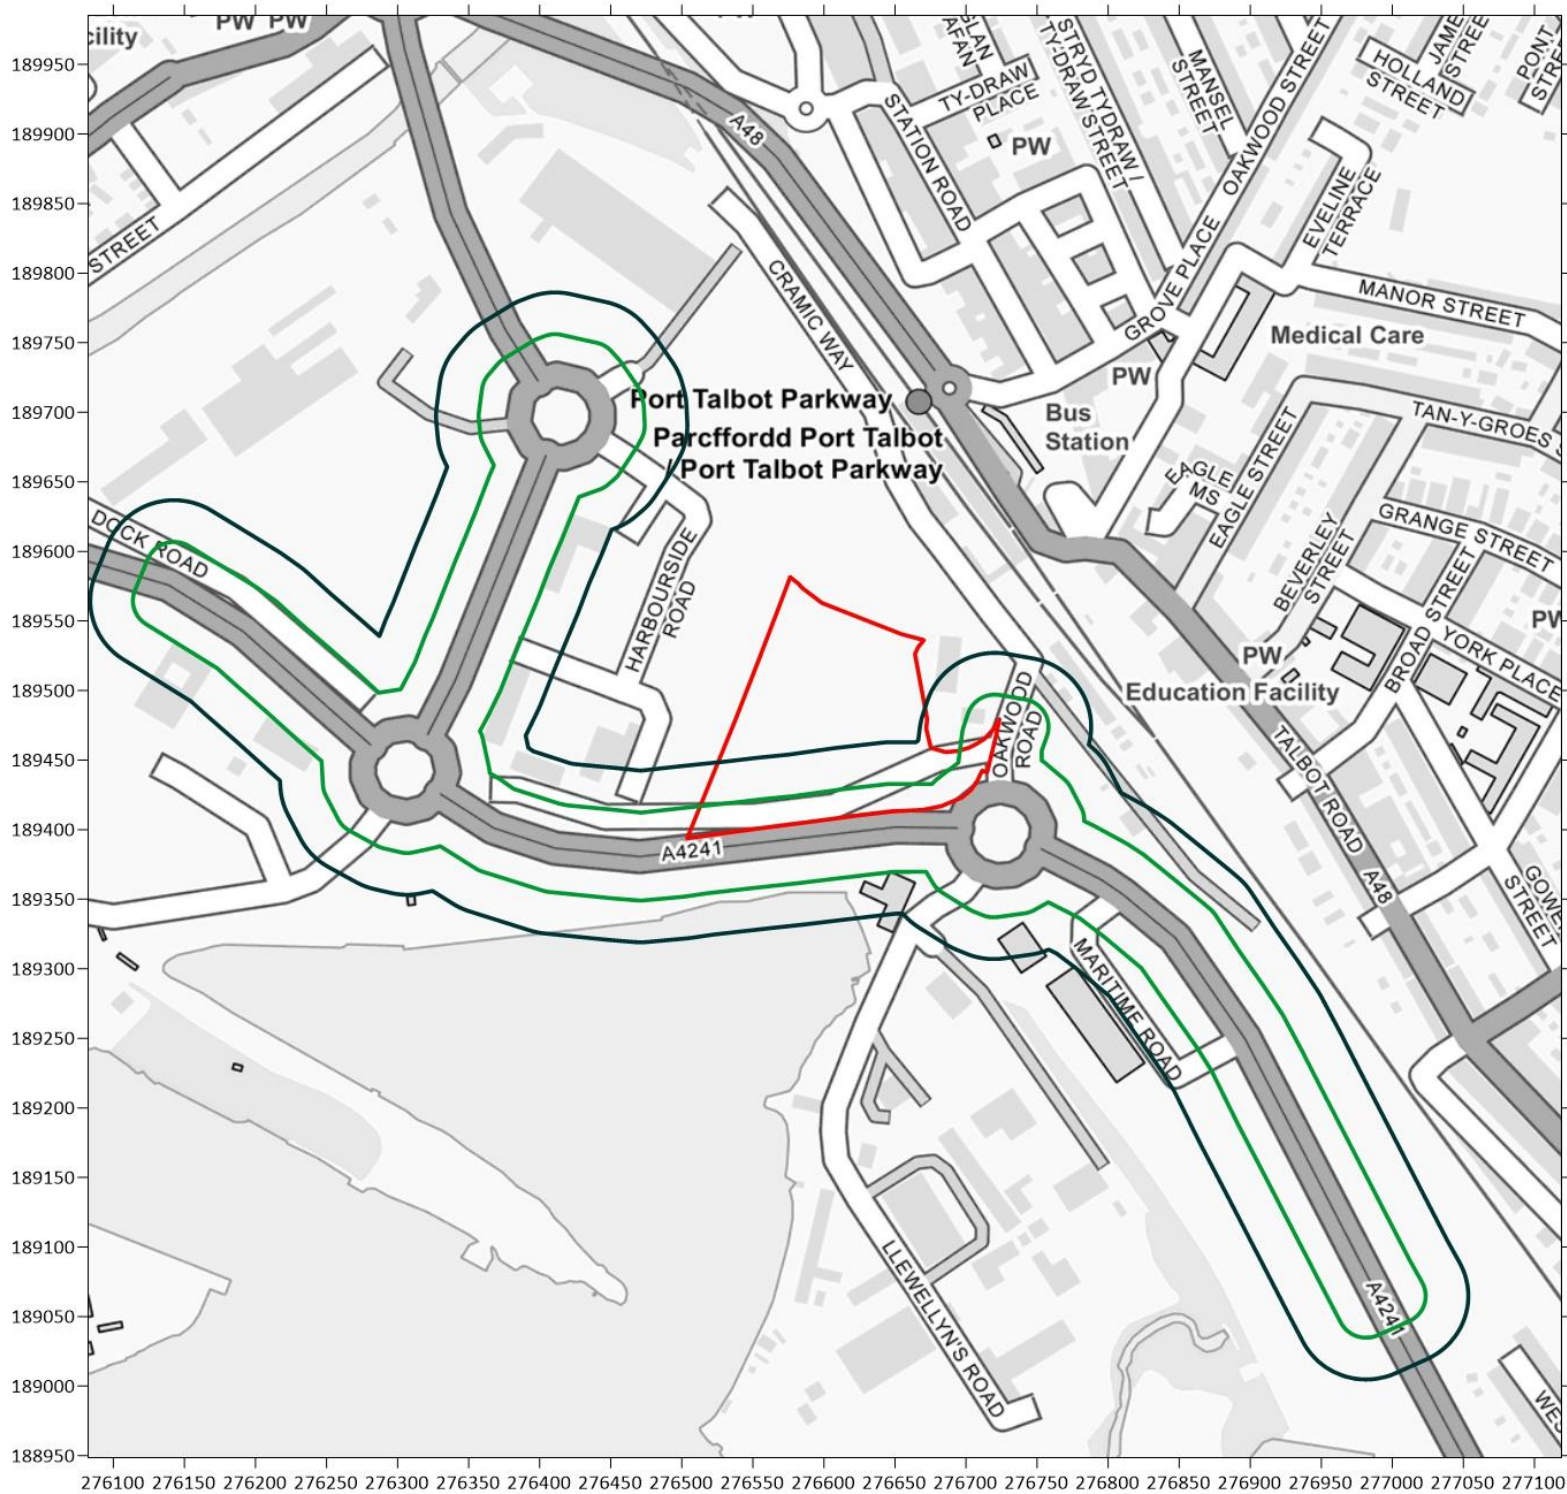 PW PW
cility
189950
189900
189850
189800
189750
189700
189650
189600
189550
189500
189450
189400
189350
189300
189250
189200
189150
189100
189050
189000
188950
A48
TY-DRAW
PLACE
STRYD TYDRAW /
TY-DRAW STREET
MANSEL
STREET
OAKWOOD STREET
HOLLAND
STREET
STATION ROAD
PW
EVELINE
TERRACE
STREET
CRAMIC WAY
GROVE PLACE
MANOR STREET
Medical Care
PW
Port Talbot Parkway
Parcffordd Port Talbot
/ Port Talbot Parkway
Bus
Station
TAN-Y-GROES
EAGLE
MS
EAGLE STREET
GRANGE STREET
DOCK ROAD
BEVERLEY
STREET
BROAD STREET
HARBOURSIDE
ROAD
PW
YORK PLACE
PW
Education Facility
OAKWOOD
ROAD
TALBOT ROAD
A4241
A48
MARITIME ROAD
LLEWELLYN'S ROAD
A4241
276100 276150 276200 276250 276300 276350 276400 276450 276500 276550 276600 276650 276700 276750 276800 276850 276900 276950 277000 277050 277100